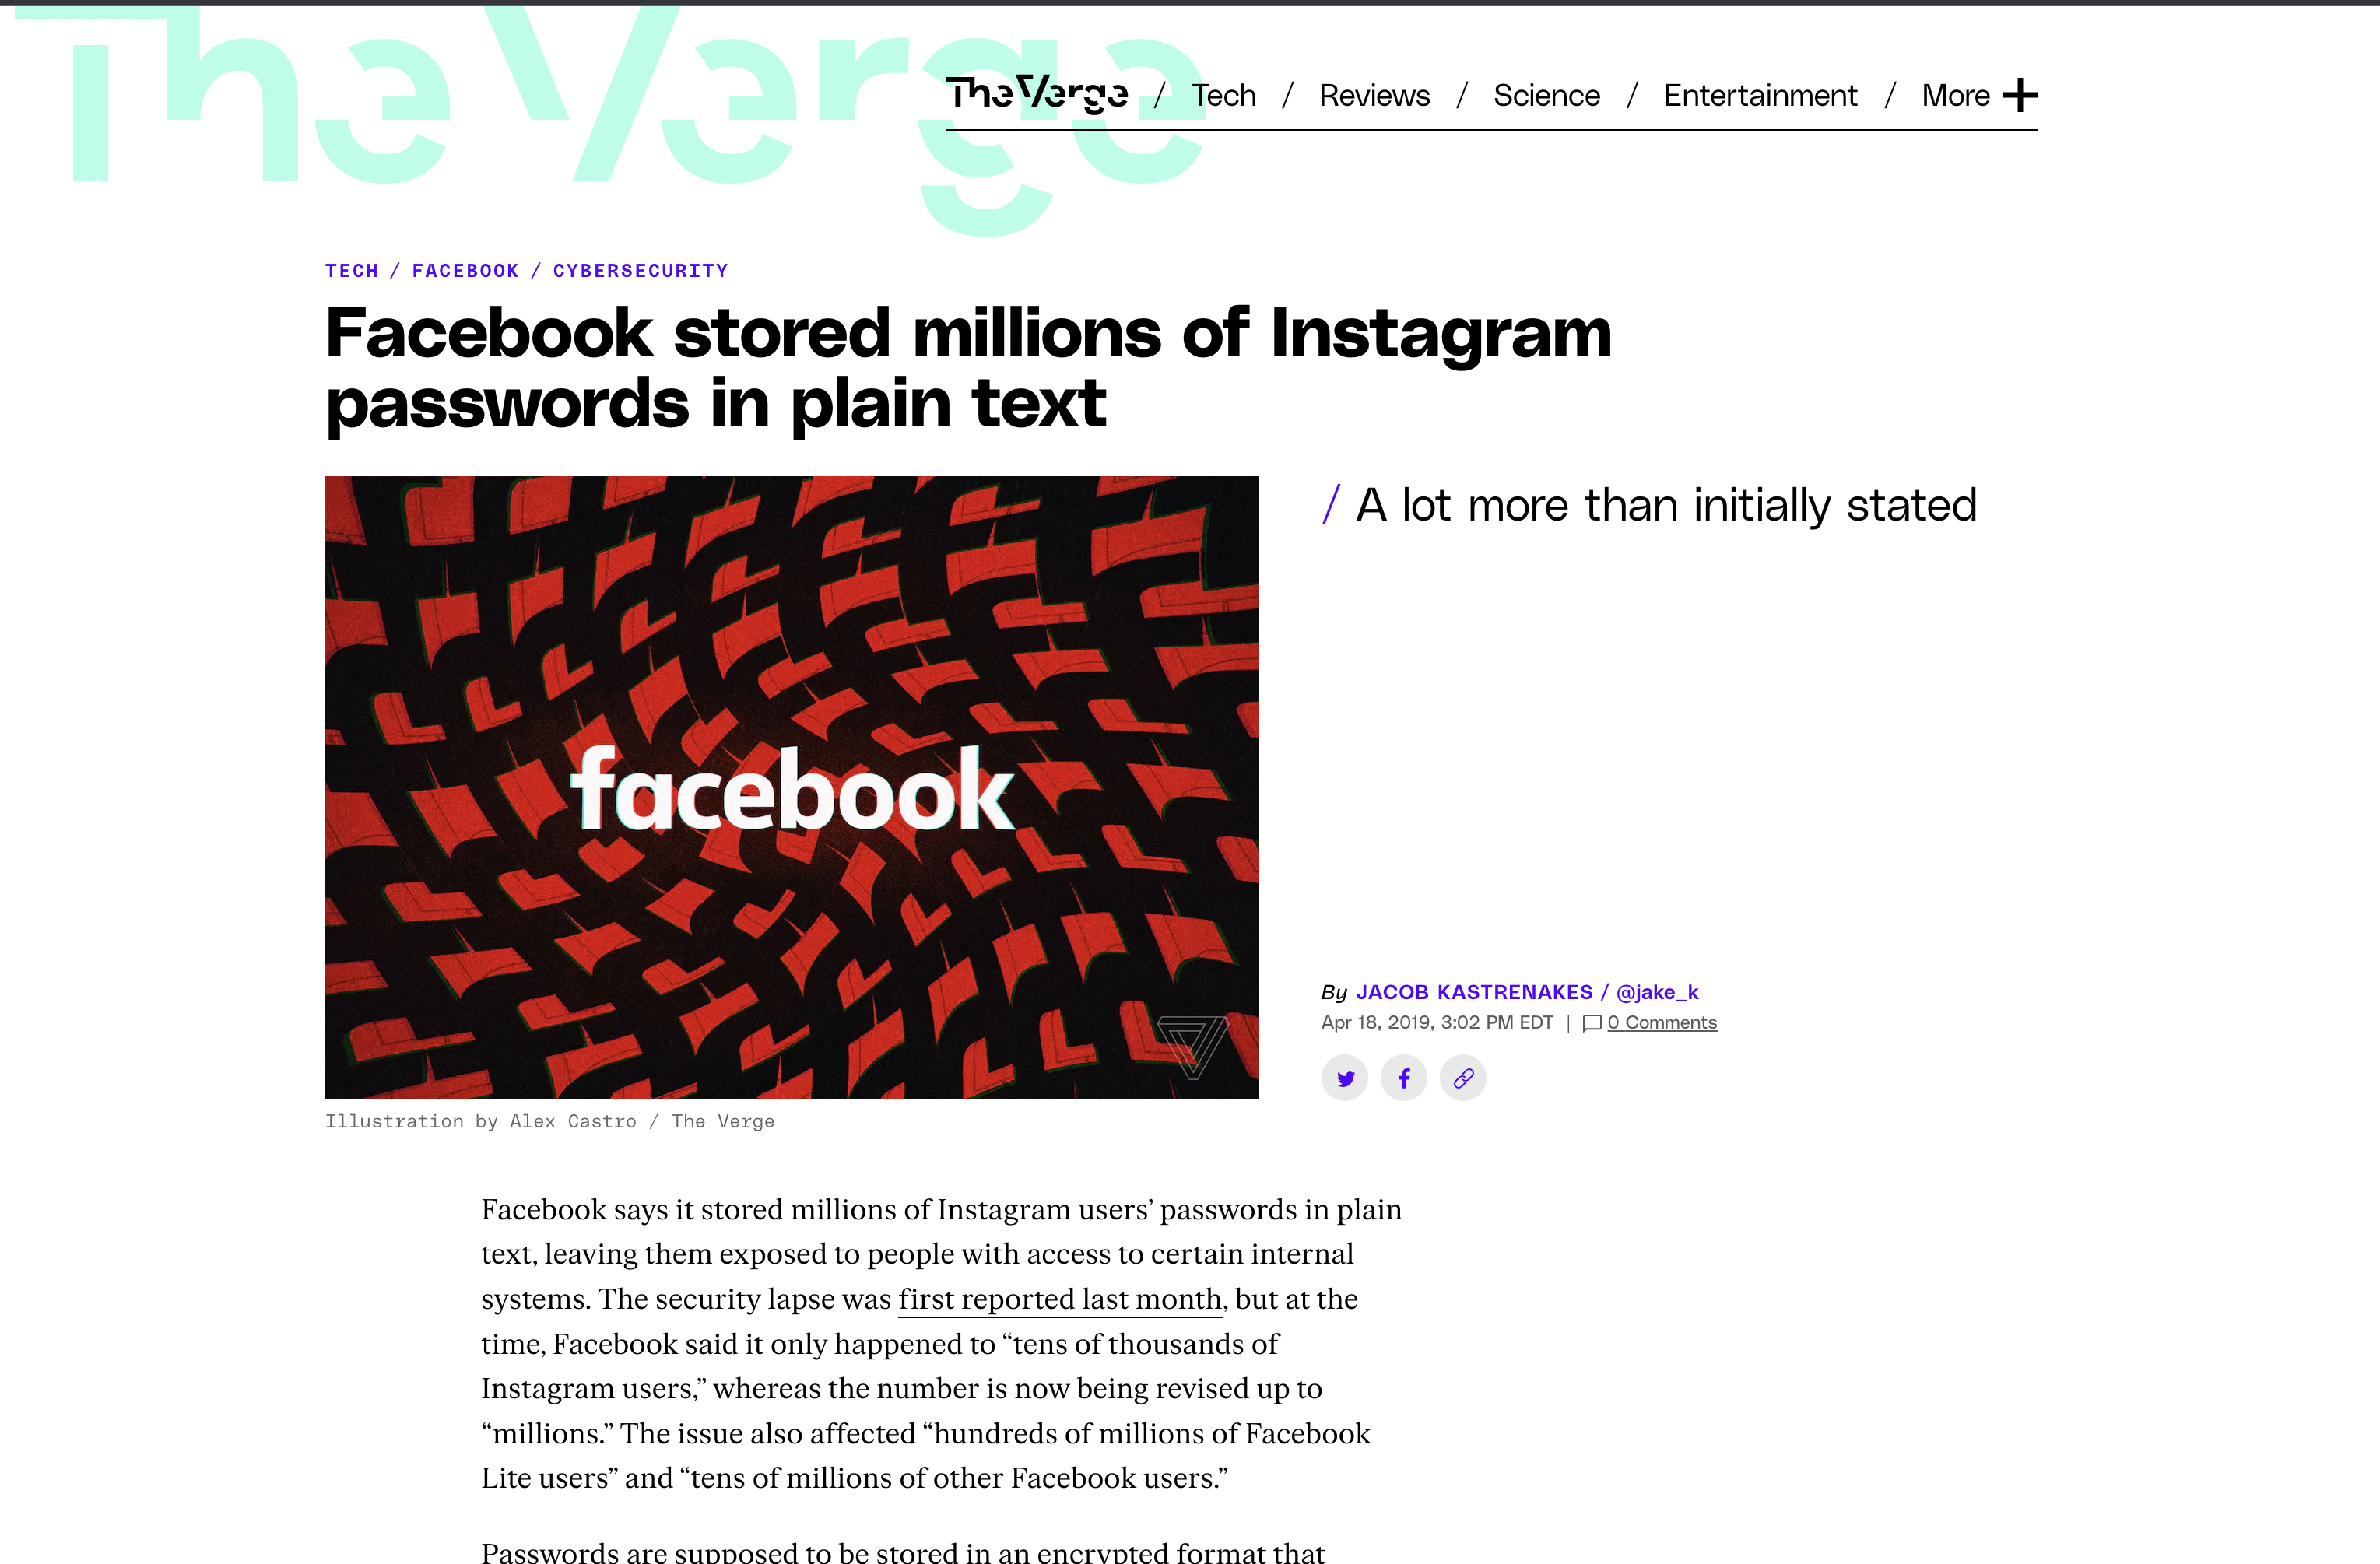 The Verge
The Verge / Tech / Reviews / Science / Entertainment / More
TECH / FACEBOOK / CYBERSECURITY
Facebook stored millions of Instagram
passwords in plain text
facebook
/ A lot more than initially stated
By JACOB KASTRENAKES / @jake_k
Apr 18, 2019, 3:02 PM EDT | 0 Comments
Illustration by Alex Castro / The Verge
Facebook says it stored millions of Instagram users’ passwords in plain
text, leaving them exposed to people with access to certain internal
systems. The security lapse was first reported last month, but at the
time, Facebook said it only happened to “tens of thousands of
Instagram users,” whereas the number is now being revised up to
“millions.” The issue also affected “hundreds of millions of Facebook
Lite users” and “tens of millions of other Facebook users.”
Passwords are supposed to be stored in an encrypted format that